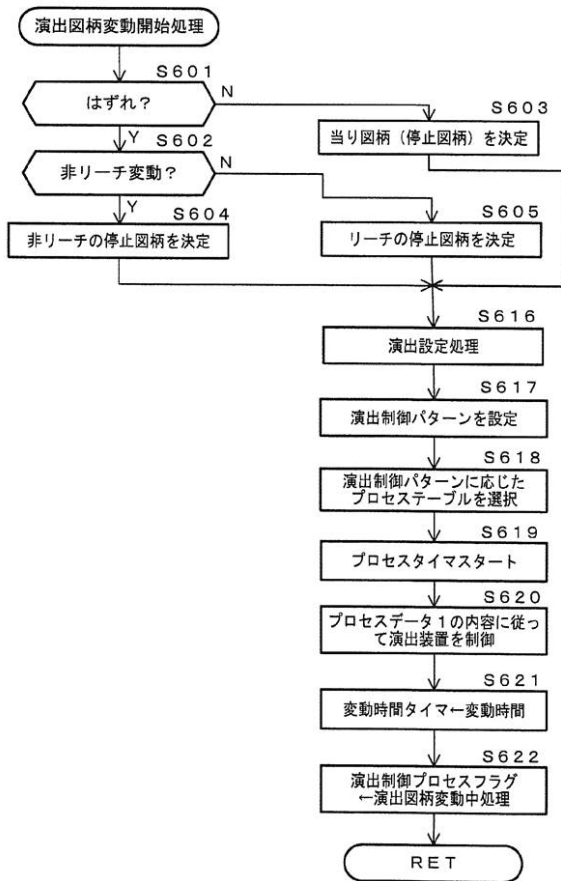 演出図柄変動開始処理
S601
はずれ?
N
S603
当り図柄(停止図柄)を決定
Y
S602
非リーチ変動?
N
Y
S604
非リーチの停止図柄を決定
S605
リーチの停止図柄を決定
S616
演出設定処理
S617
演出制御パターンを設定
S618
演出制御パターンに応じた
プロセステーブルを選択
S619
プロセスタイマスタート
S620
プロセスデータ1の内容に従っ
て演出装置を制御
S621
変動時間タイマ←変動時間
S622
演出制御プロセスフラグ
←演出図柄変動中処理
RET